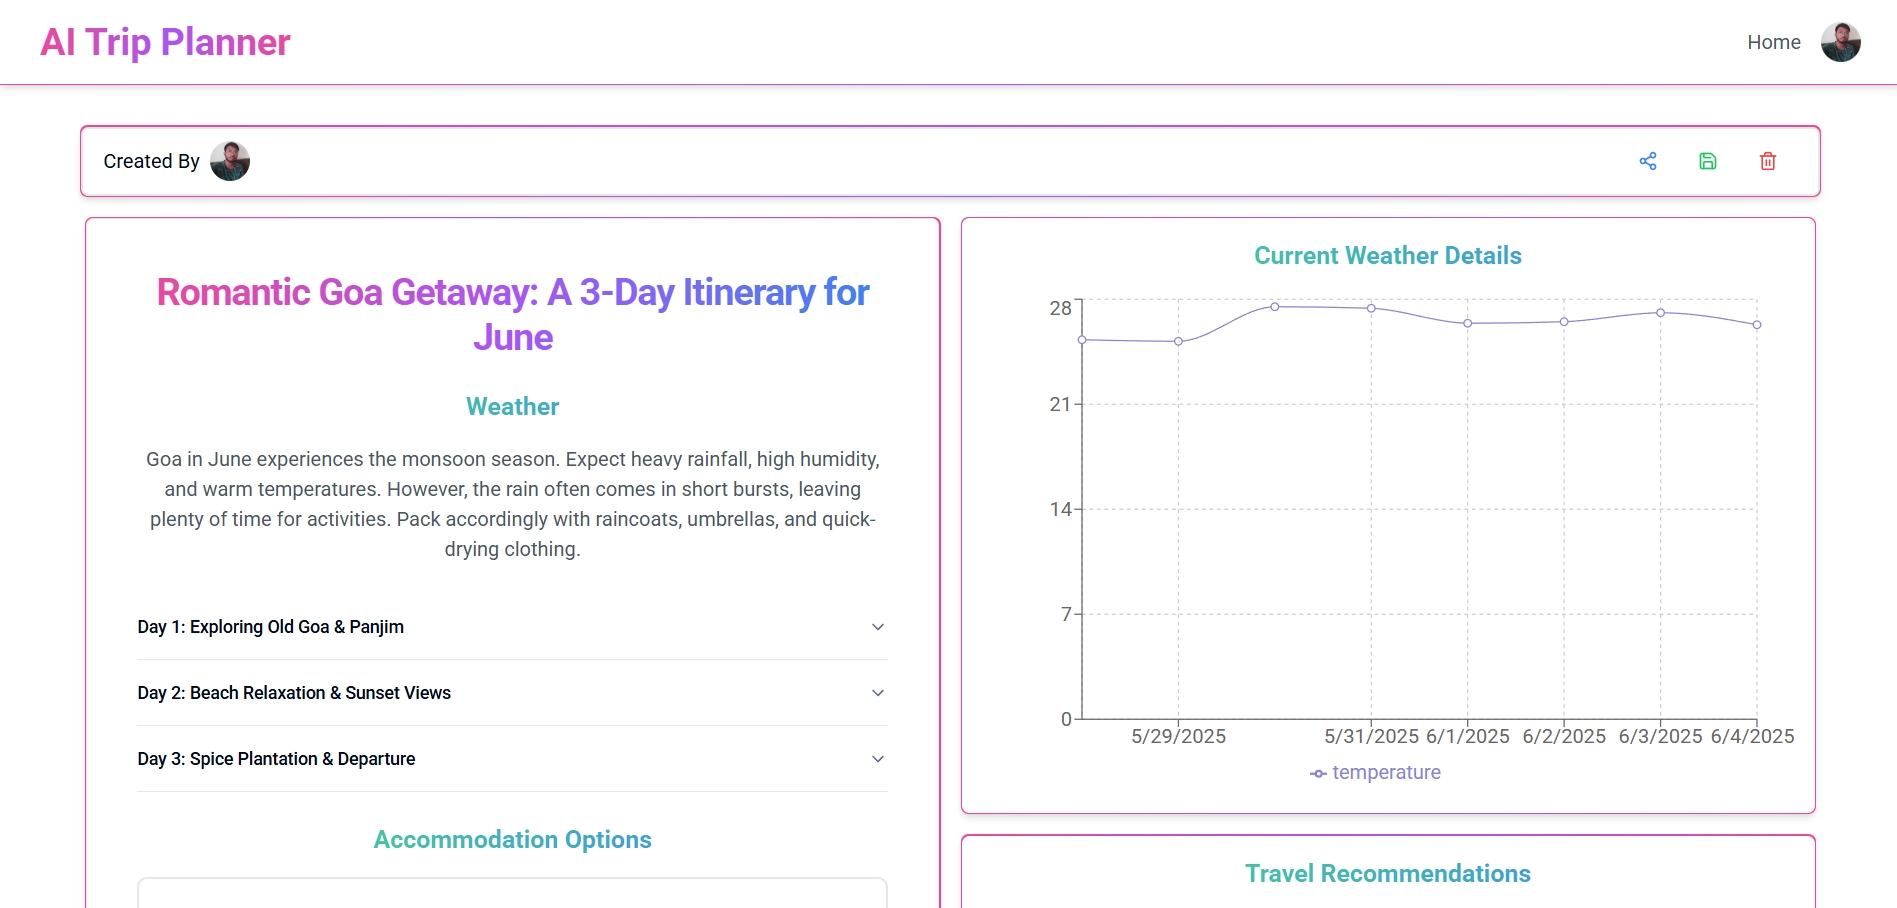 AI Trip Planner
Home
Created By
Romantic Goa Getaway: A 3-Day Itinerary for
June
Weather
Goa in June experiences the monsoon season. Expect heavy rainfall, high humidity,
and warm temperatures. However, the rain often comes in short bursts, leaving
plenty of time for activities. Pack accordingly with raincoats, umbrellas, and quick-
drying clothing.
Day 1: Exploring Old Goa & Panjim
Day 2: Beach Relaxation & Sunset Views
Day 3: Spice Plantation & Departure
Accommodation Options
Current Weather Details
28
21
14
7
0
5/29/2025 5/31/2025 6/1/2025 6/2/2025 6/3/2025 6/4/2025
temperature
Travel Recommendations